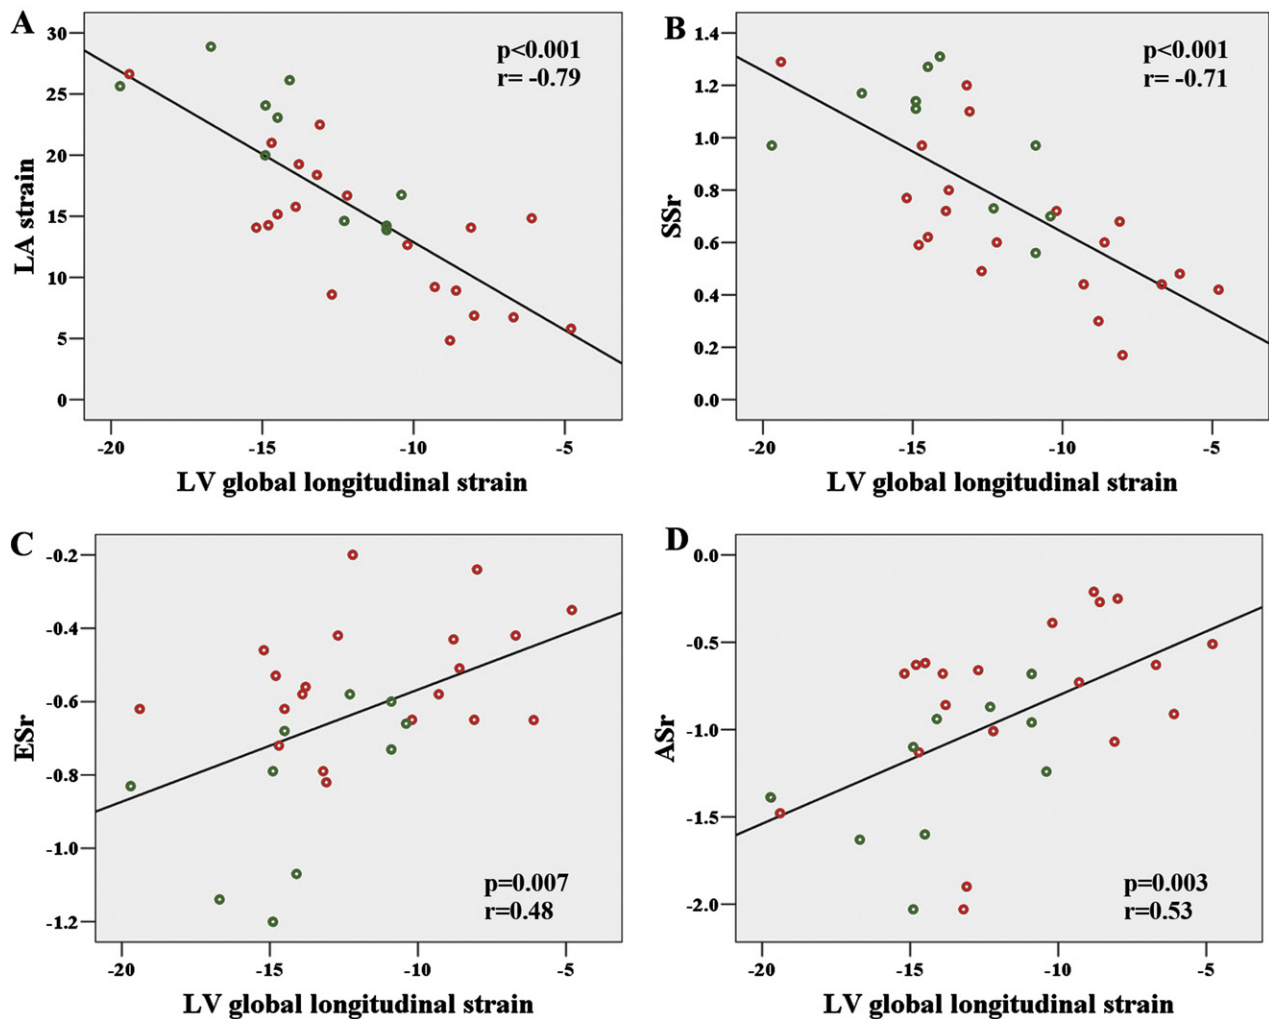 A
30
25
20
15
10
5
0
LA strain
p<0.001
r= -0.79
-20 -15 -10 -5
LV global longitudinal strain
B
1.4
1.2
1.0
0.8
0.6
0.4
0.2
0.0
SSr
p<0.001
r= -0.71
-20 -15 -10 -5
LV global longitudinal strain
C
-0.2
-0.4
-0.6
-0.8
-1.0
-1.2
ESr
p=0.007
r=0.48
-20 -15 -10 -5
LV global longitudinal strain
D
0.0
-0.5
-1.0
-1.5
-2.0
ASr
p=0.003
r=0.53
-20 -15 -10 -5
LV global longitudinal strain